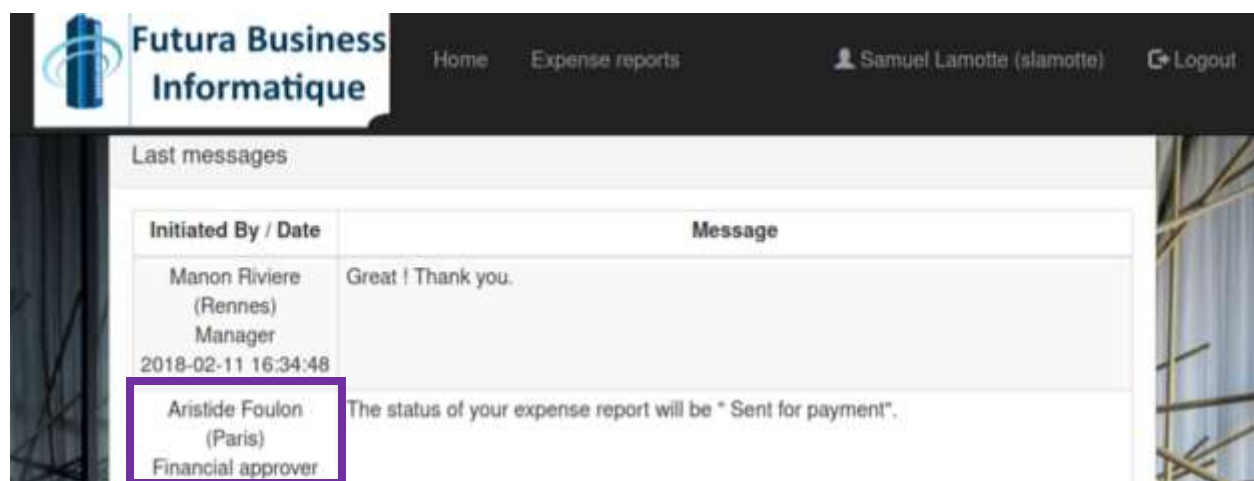 Futura Business
Informatique
Home Expense reports Samuel Lamotte (slamotte) Logout
Last messages
Initiated By / Date Message
Manon Riviere Great ! Thank you.
(Rennes)
Manager
2018-02-11 16:34:48
Aristide Foulon The status of your expense report will be " Sent for payment".
(Paris)
Financial approver